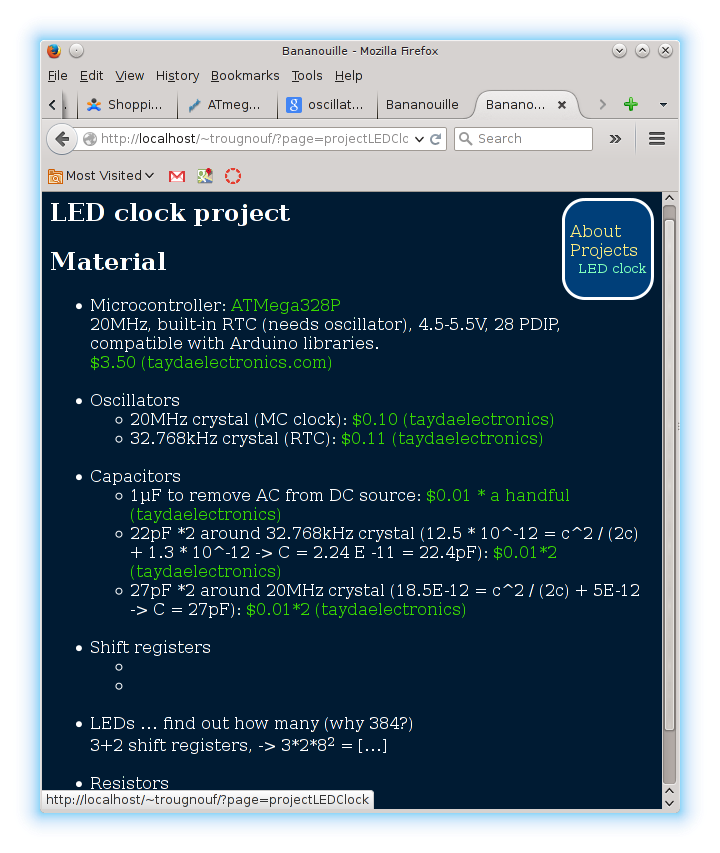 Bananouille - Mozilla Firefox
File Edit View History Bookmarks Tools Help
. Shoppi... ATmeg... oscillat... Bananouille Banano...
http://localhost/~trougnouf/?page=projectLEDClc Search
Most Visited
LED clock project
About
Projects
LED clock
Material
• Microcontroller: ATMega328P
20MHz, built-in RTC (needs oscillator), 4.5-5.5V, 28 PDIP,
compatible with Arduino libraries.
$3.50 (taydaelectronics.com)
• Oscillators
◦ 20MHz crystal (MC clock): $0.10 (taydaelectronics)
◦ 32.768kHz crystal (RTC): $0.11 (taydaelectronics)
• Capacitors
◦ 1µF to remove AC from DC source: $0.01 * a handful
(taydaelectronics)
◦ 22pF *2 around 32.768kHz crystal (12.5 * 10^-12 = c^2 / (2c)
+ 1.3 * 10^-12 -> C = 2.24 E -11 = 22.4pF): $0.01*2
(taydaelectronics)
◦ 27pF *2 around 20MHz crystal (18.5E-12 = c^2 / (2c) + 5E-12
-> C = 27pF): $0.01*2 (taydaelectronics)
• Shift registers
◦
◦
• LEDs ... find out how many (why 384?)
3+2 shift registers, -> 3*2*8² = [...]
• Resistors
http://localhost/~trougnouf/?page=projectLEDClock